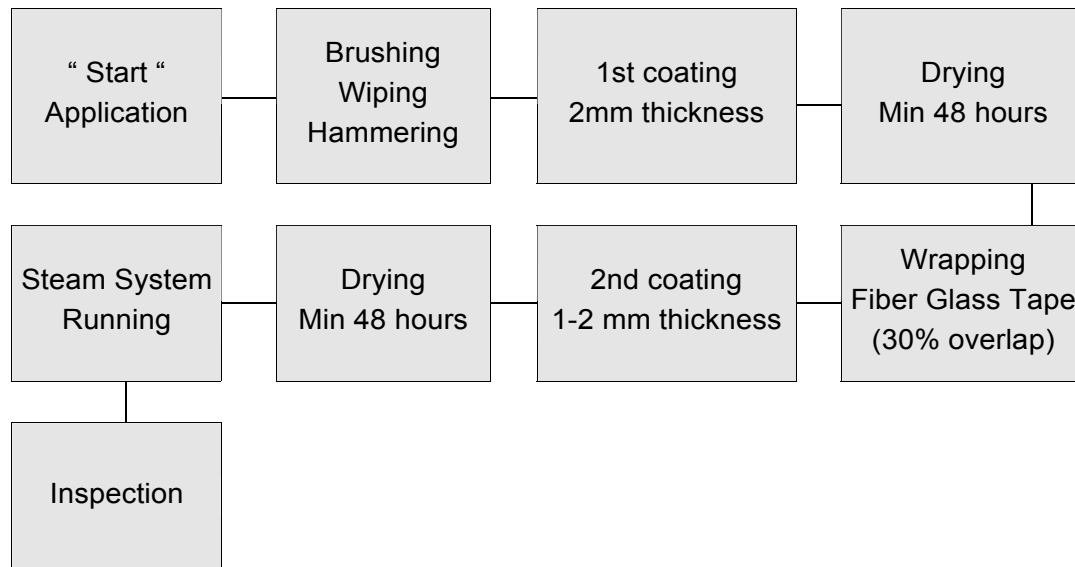 “ Start “
Application
Brushing
Wiping
Hammering
1st coating
2mm thickness
Drying
Min 48 hours
Wrapping
Fiber Glass Tape
(30% overlap)
2nd coating
1-2 mm thickness
Drying
Min 48 hours
Steam System
Running
Inspection